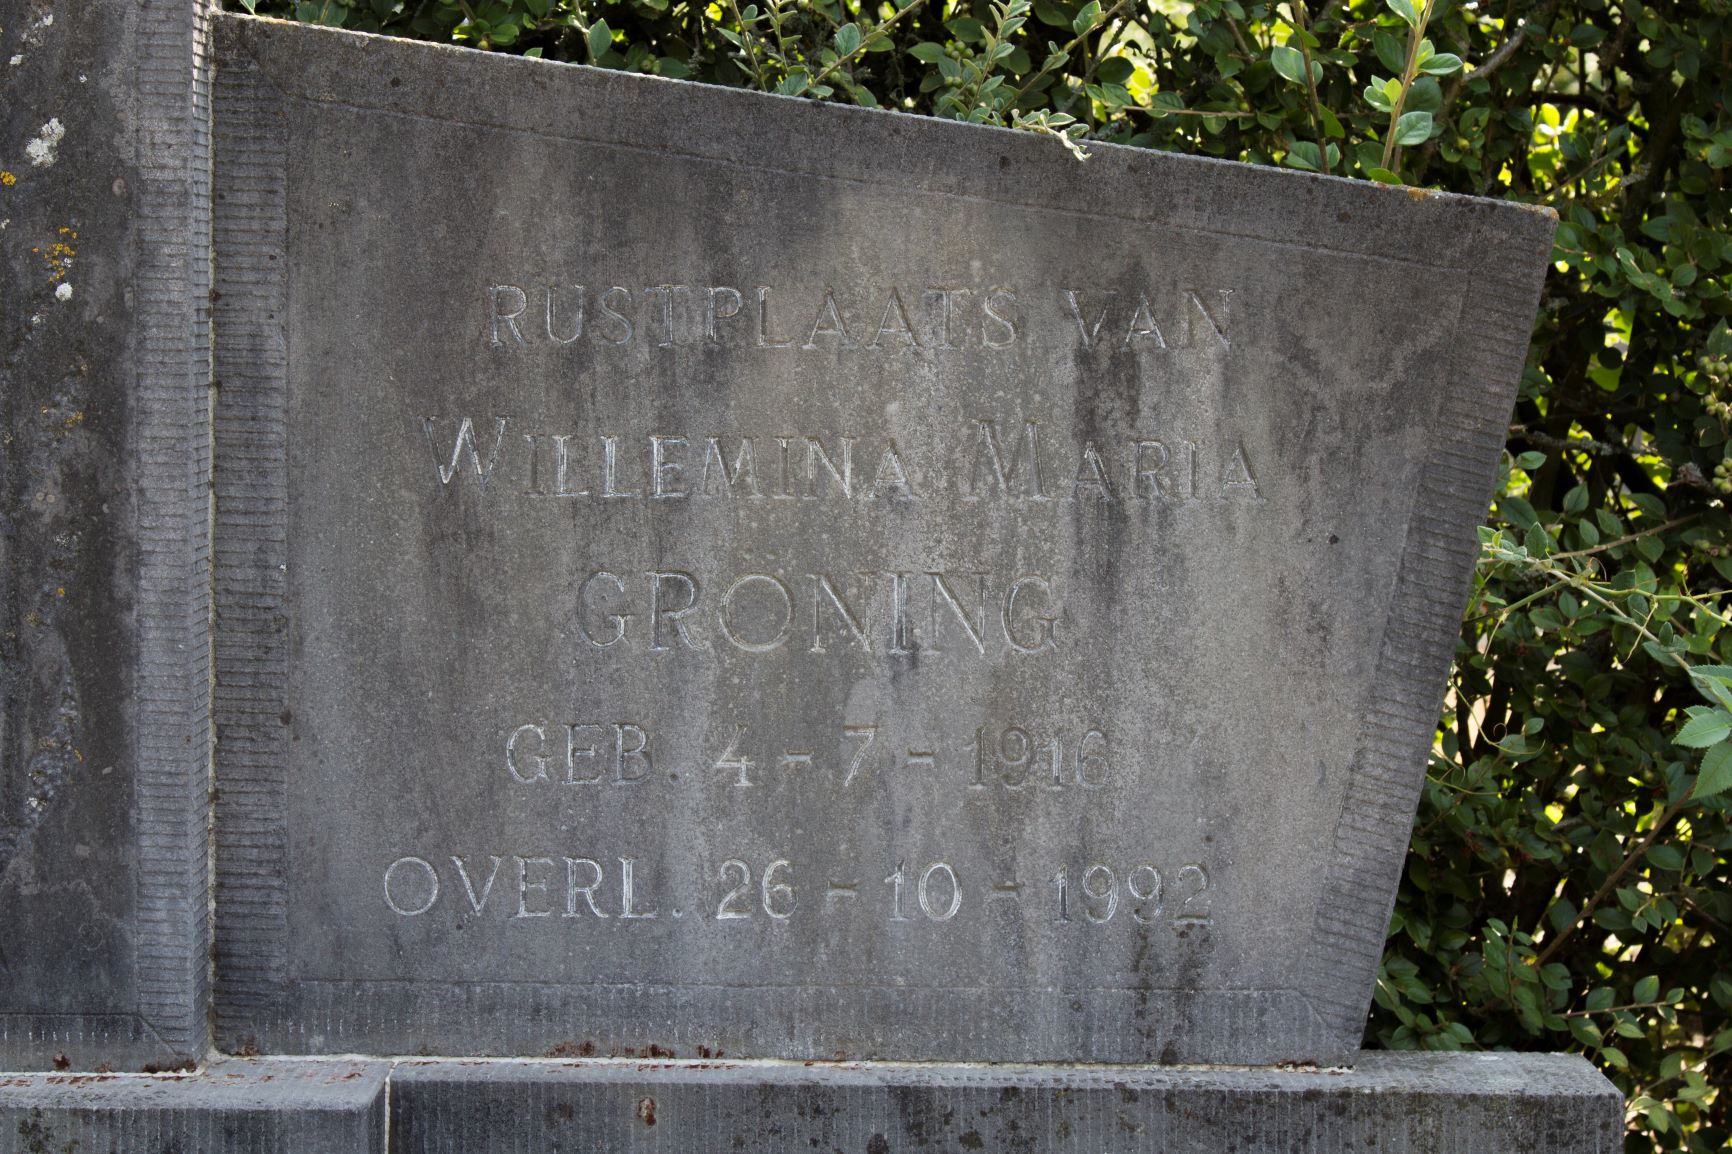 RUSTPLAATS VAN
WILLEMINA MARIA
GRONING
GEB. 4 - 7 - 1916
OVERL. 26 - 10 - 1992